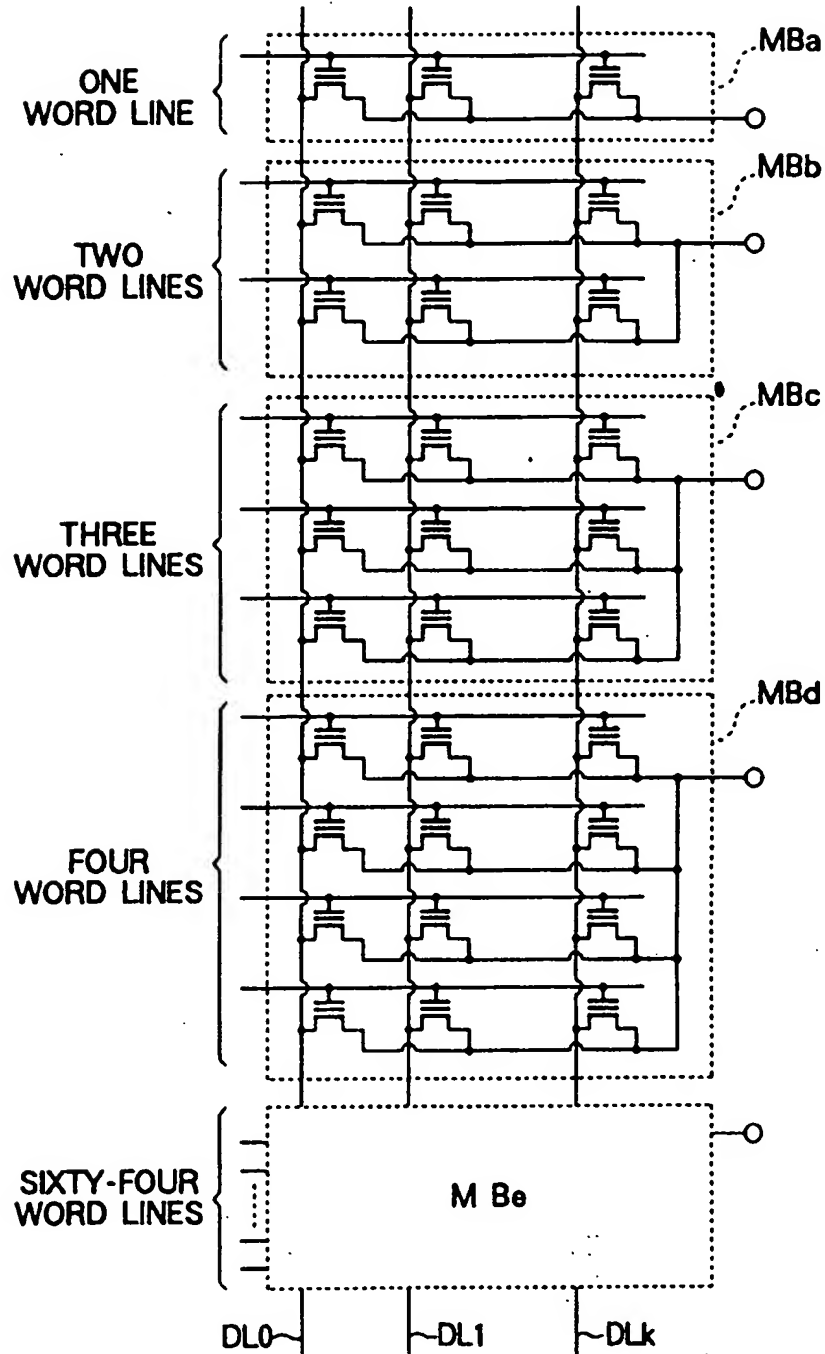 MBa
ONE
WORD LINE
MBb
TWO
WORD LINES
MBc
THREE
WORD LINES
MBd
FOUR
WORD LINES
SIXTY-FOUR
WORD LINES
M Be
DL0
DL1
DLk